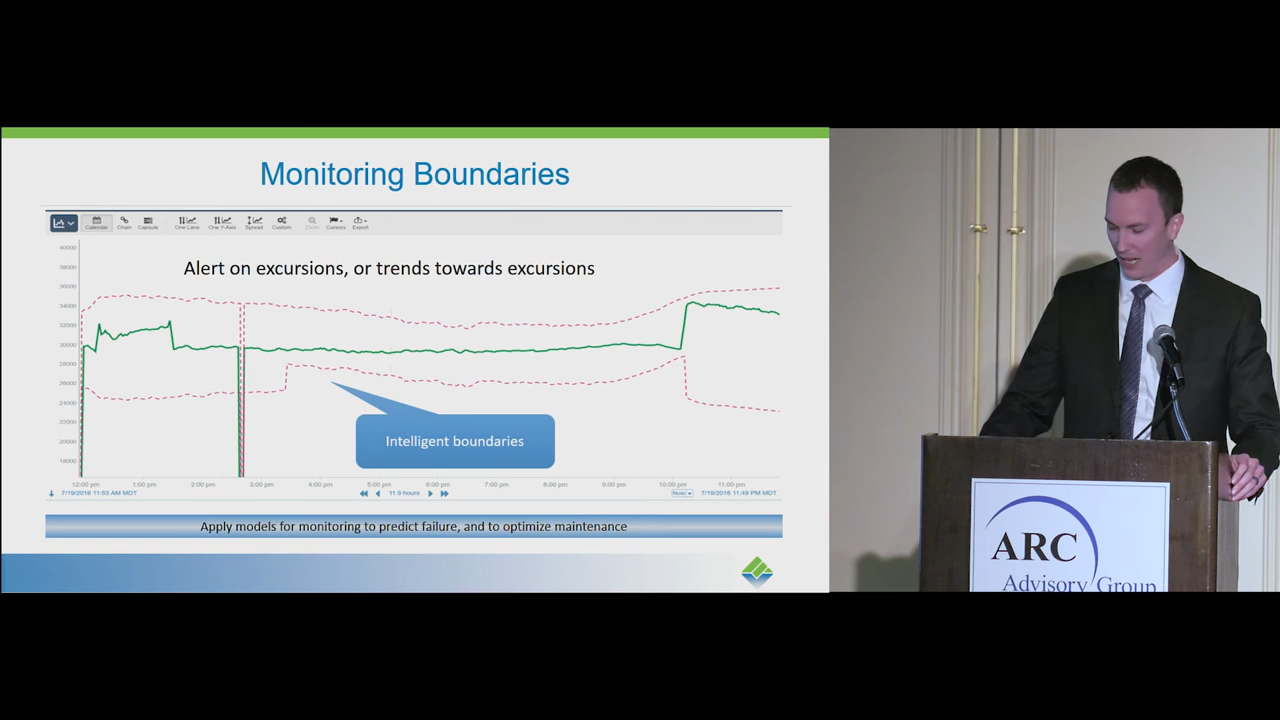 Monitoring Boundaries
Calendar Chain Capsule One Lane One Y-Axis Spread Custom Zoom Cursors Export
Alert on excursions, or trends towards excursions
40000
38000
36000
34000
32000
30000
28000
26000
24000
22000
20000
18000
Intelligent boundaries
12:00 pm 1:00 pm 2:00 pm 3:00 pm 4:00 pm 5:00 pm 6:00 pm 7:00 pm 8:00 pm 9:00 pm 10:00 pm 11:00 pm
7/19/2016 11:53 AM MDT 11.9 hours Now 7/19/2016 11:49 PM MDT
Apply models for monitoring to predict failure, and to optimize maintenance
ARC
Advisory Group